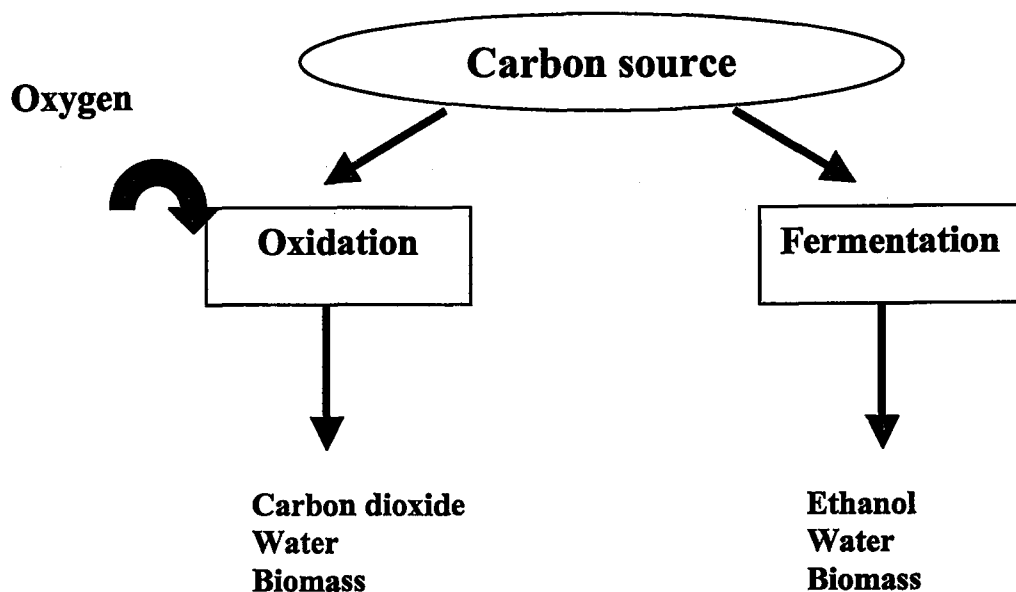 Carbon source
Oxygen
Oxidation
Fermentation
Carbon dioxide
Water
Biomass
Ethanol
Water
Biomass